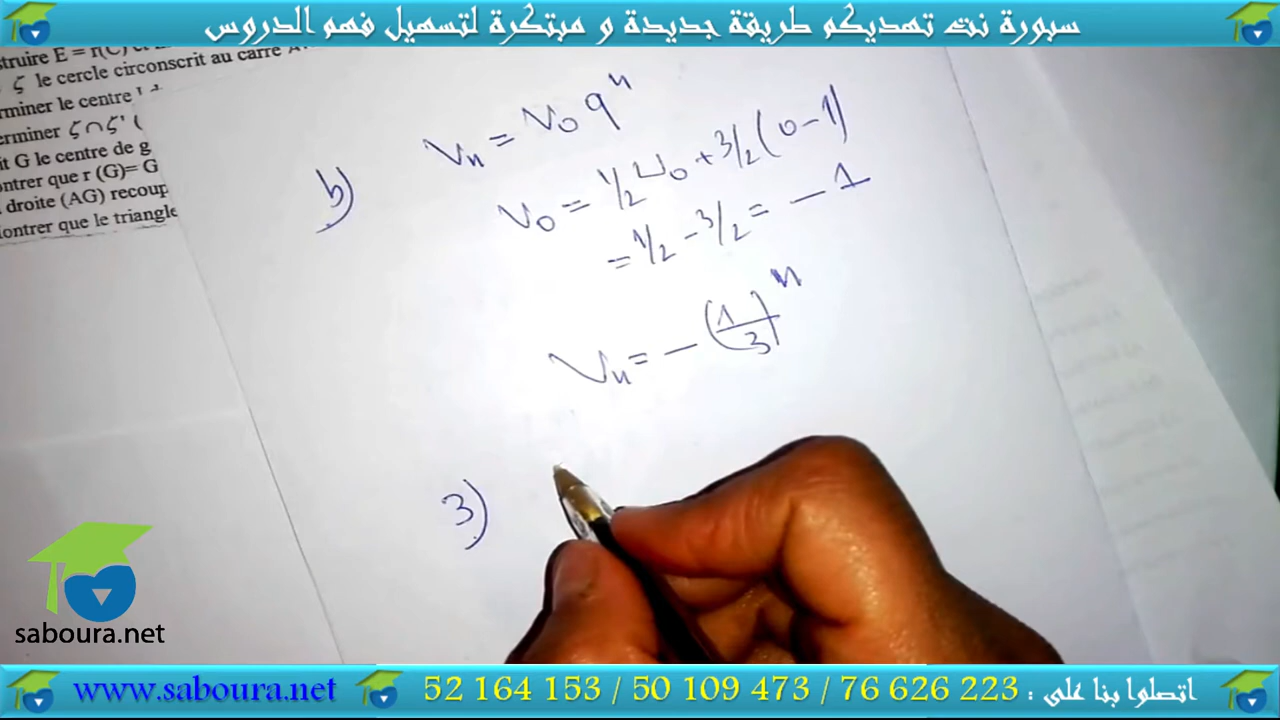 سبورة نت تهديكم طريقة جديدة و مبتكرة لتسهيل فهم الدروس
struire E = r(C) et
ζ le cercle circonscrit au carré A
rminer le centre I
erminer ζ∩ζ' (
it G le centre de g
ontrer que r (G)= G
droite (AG) recoup
Montrer que le triangle
b) Vn = V0 q^n
V0 = 1/2 U0 + 3/2 (0 - 1)
= 1/2 - 3/2 = - 1
Vn = - (1/3)^n
3)
saboura.net
www.saboura.net
52 164 153 / 50 109 473 / 76 626 223 : اتصلوا بنا على